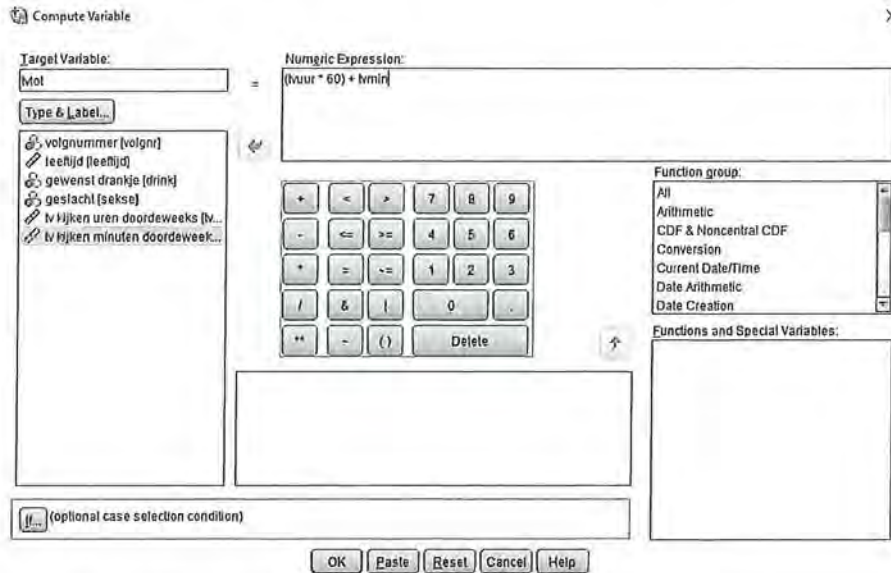 Compute Variable
Target Variable:
Mot
=
Numeric Expression:
(tvuur * 60) + tvmin
Type & Label...
volgnummer [volgnr]
leeftijd [leeftijd]
gewenst drankje [drink]
geslacht [sekse]
tv kijken uren doordeweeks [tv...
tv kijken minuten doordeweek...
+ < > 7 8 9
- <= >= 4 5 6
* = ~= 1 2 3
/ & | 0 .
** ~ ( ) Delete
Function group:
All
Arithmetic
CDF & Noncentral CDF
Conversion
Current Date/Time
Date Arithmetic
Date Creation
Functions and Special Variables:
If... (optional case selection condition)
OK Paste Reset Cancel Help